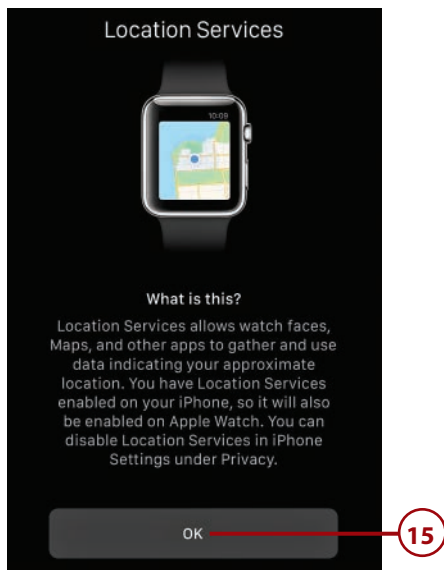 Location Services
10:09
What is this?
Location Services allows watch faces,
Maps, and other apps to gather and use
data indicating your approximate
location. You have Location Services
enabled on your iPhone, so it will also
be enabled on Apple Watch. You can
disable Location Services in iPhone
Settings under Privacy.
OK
15